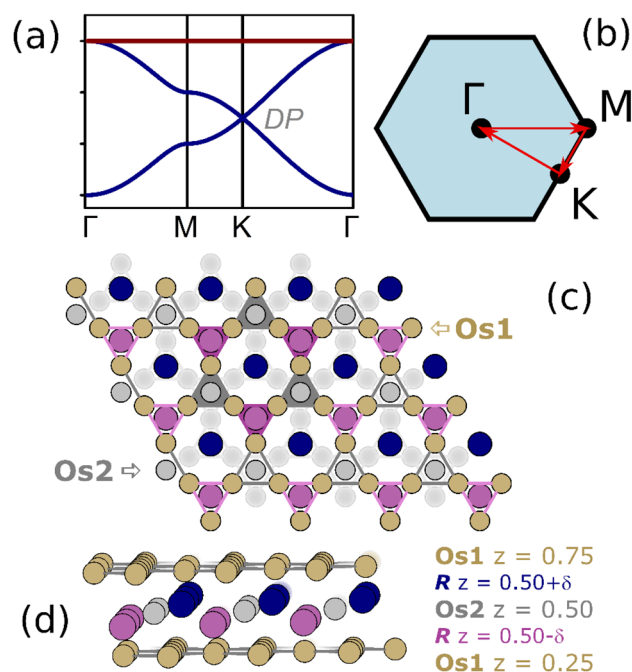 (a)
DP
Γ M K Γ
(b)
Γ
M
K
(c)
⇦ Os1
Os2 ⇨
(d)
Os1 z = 0.75
R z = 0.50+δ
Os2 z = 0.50
R z = 0.50-δ
Os1 z = 0.25